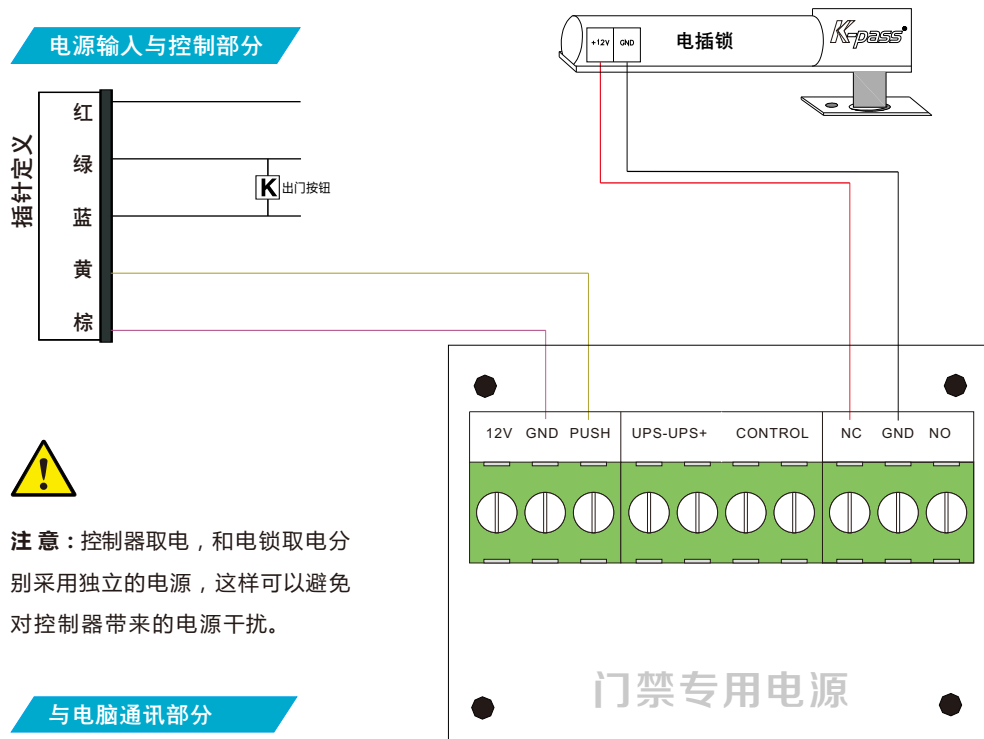 电源输入与控制部分
+12V GND 电插锁 K-pass
插针定义
红
绿
K 出门按钮
蓝
黄
棕
12V GND PUSH UPS-UPS+ CONTROL NC GND NO
注意：控制器取电，和电锁取电分
别采用独立的电源，这样可以避免
对控制器带来的电源干扰。
门禁专用电源
与电脑通讯部分